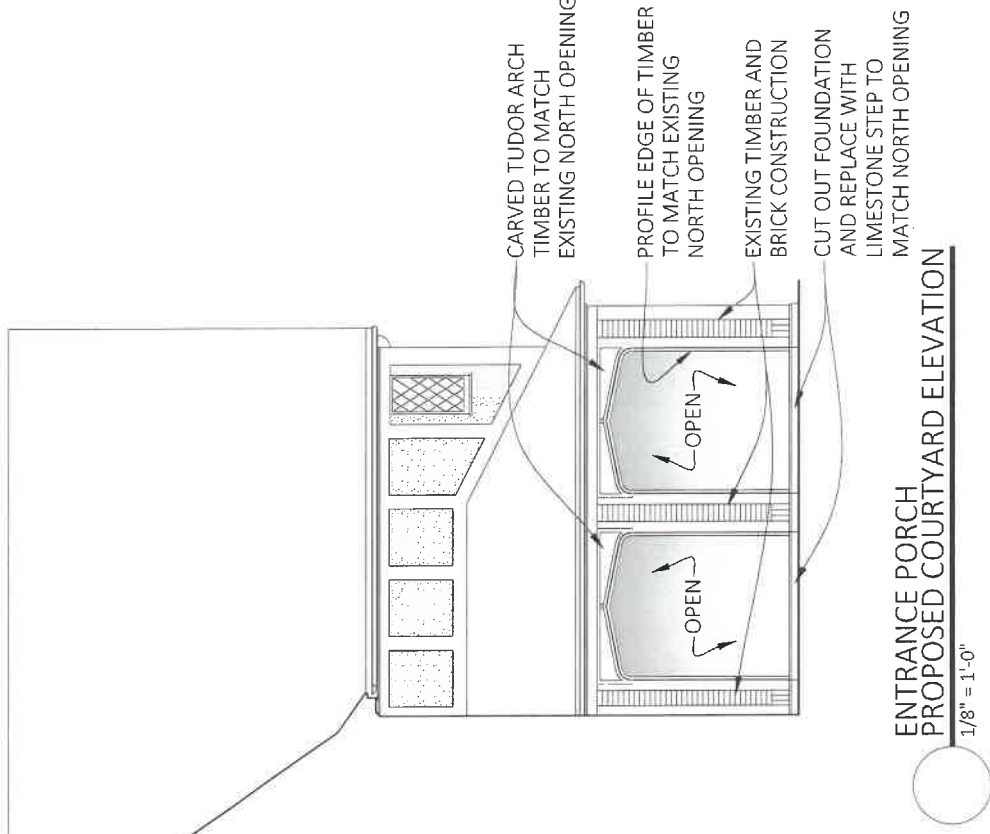 CARVED TUDOR ARCH
TIMBER TO MATCH
EXISTING NORTH OPENING
PROFILE EDGE OF TIMBER
TO MATCH EXISTING
NORTH OPENING
EXISTING TIMBER AND
BRICK CONSTRUCTION
CUT OUT FOUNDATION
AND REPLACE WITH
LIMESTONE STEP TO
MATCH NORTH OPENING
OPEN
OPEN
ENTRANCE PORCH
PROPOSED COURTYARD ELEVATION
1/8" = 1'-0"